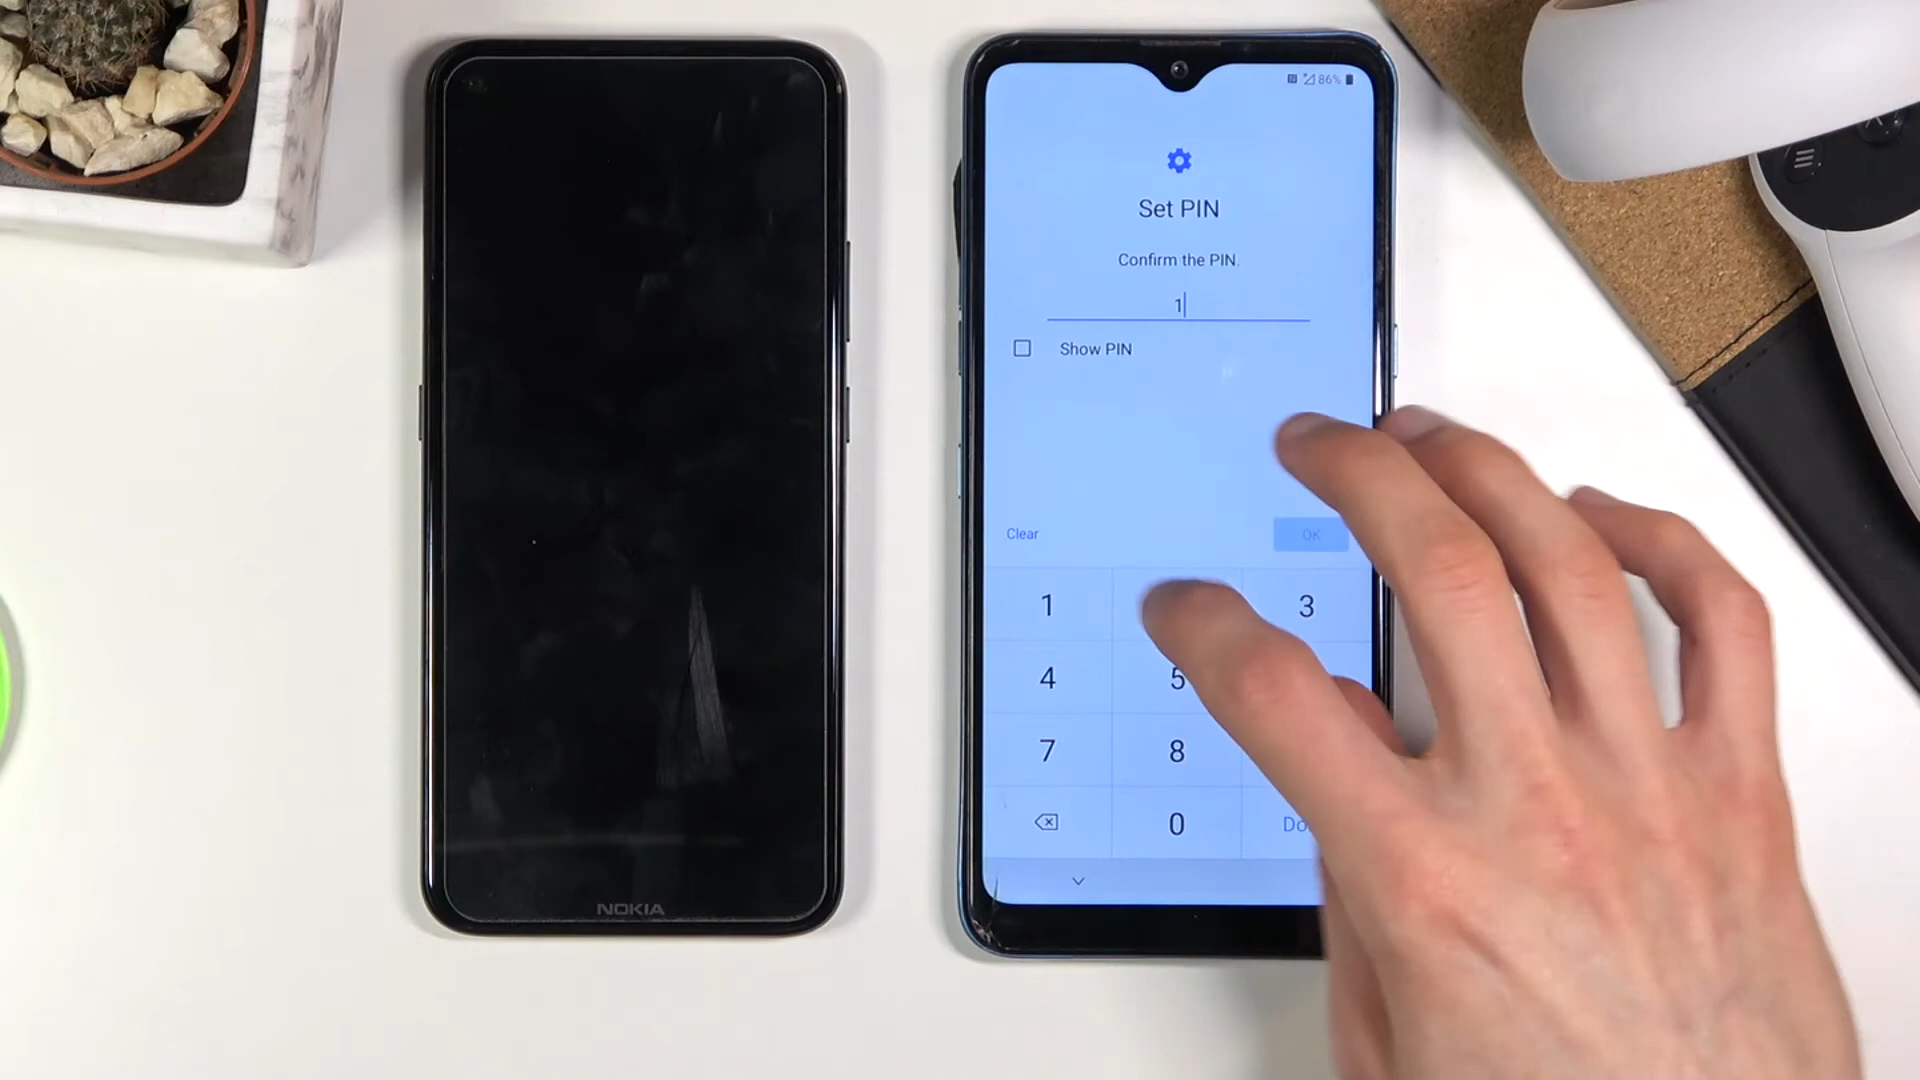 86%
Set PIN
Confirm the PIN.
1
Show PIN
Clear
OK
1
3
4
5
7
8
0
Do
NOKIA